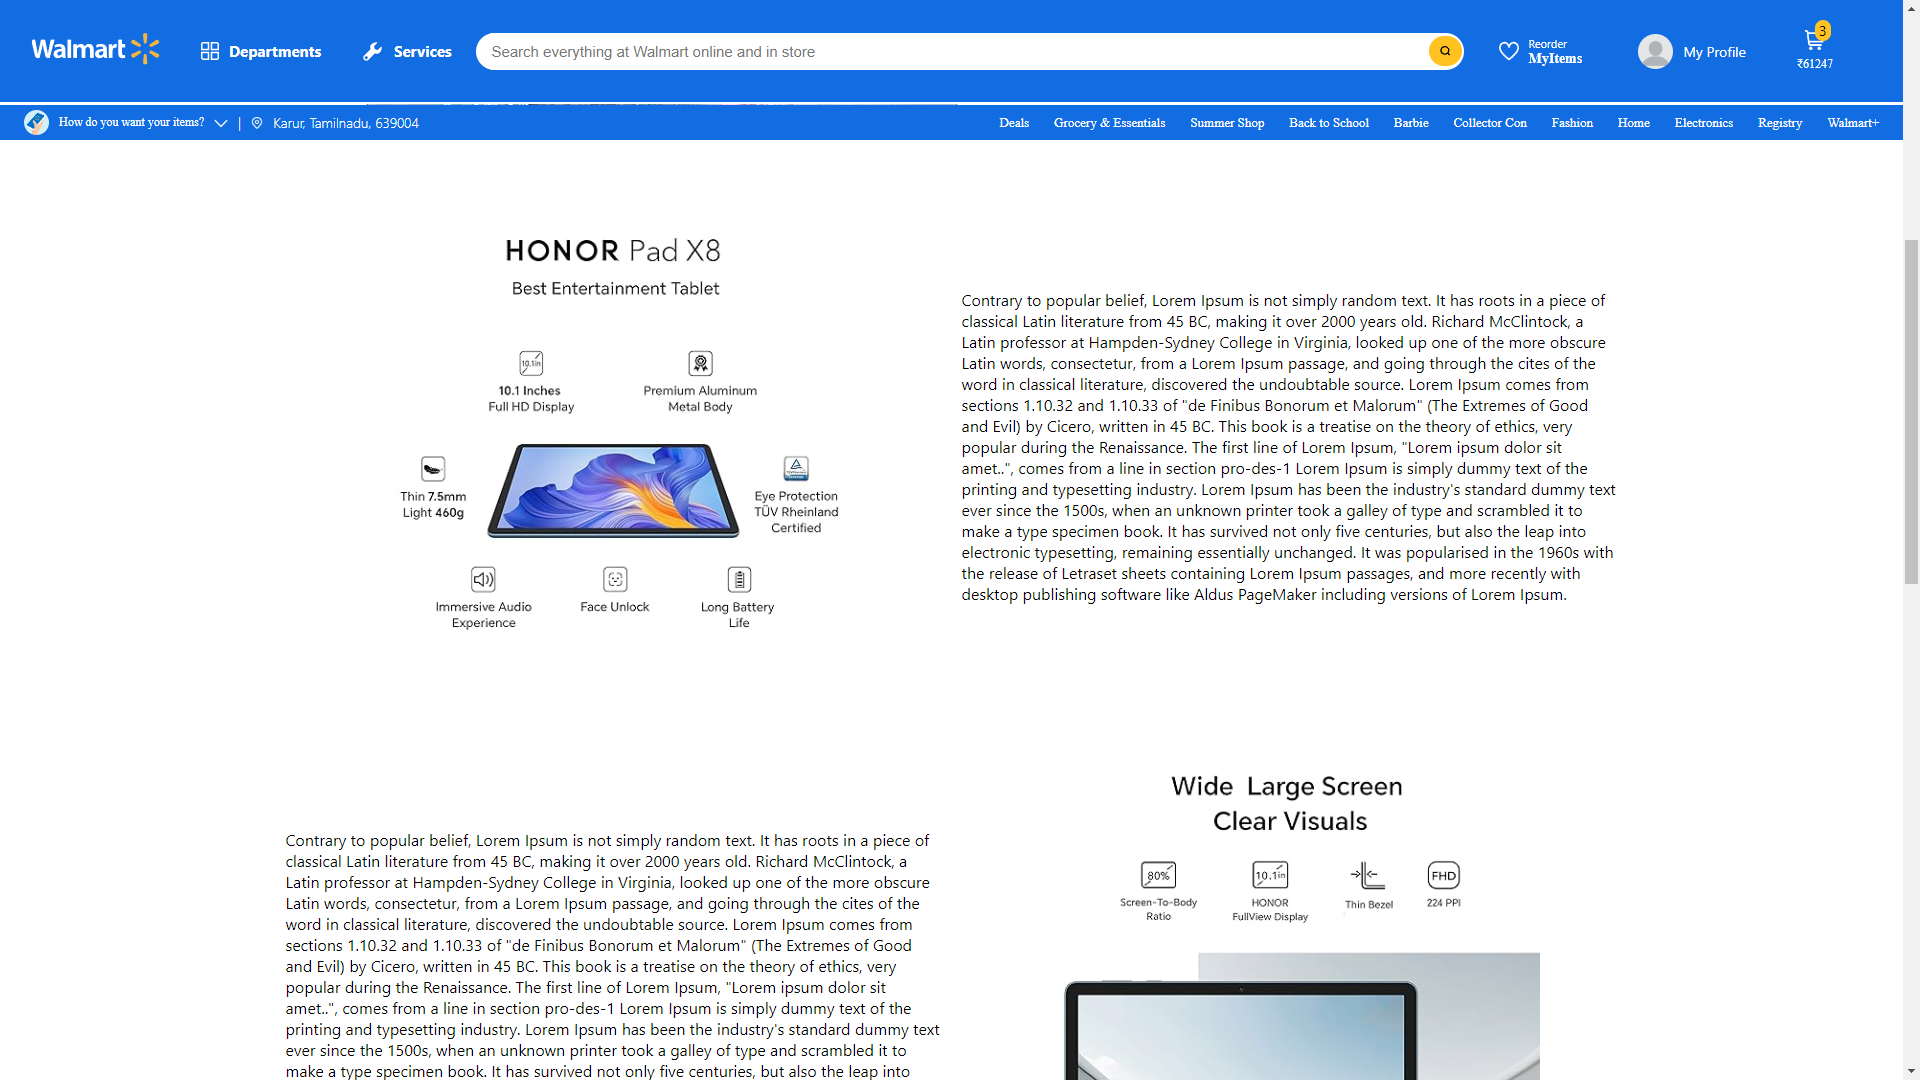 Walmart
Departments
Services
Search everything at Walmart online and in store
Reorder
MyItems
My Profile
3
₹61247
How do you want your items?
|
Karur, Tamilnadu, 639004
Deals
Grocery & Essentials
Summer Shop
Back to School
Barbie
Collector Con
Fashion
Home
Electronics
Registry
Walmart+
HONOR Pad X8
Best Entertainment Tablet
10.1in
10.1 Inches
Full HD Display
Premium Aluminum
Metal Body
Thin 7.5mm
Light 460g
Eye Protection
TÜV Rheinland
Certified
Immersive Audio
Experience
Face Unlock
Long Battery
Life
Contrary to popular belief, Lorem Ipsum is not simply random text. It has roots in a piece of
classical Latin literature from 45 BC, making it over 2000 years old. Richard McClintock, a
Latin professor at Hampden-Sydney College in Virginia, looked up one of the more obscure
Latin words, consectetur, from a Lorem Ipsum passage, and going through the cites of the
word in classical literature, discovered the undoubtable source. Lorem Ipsum comes from
sections 1.10.32 and 1.10.33 of "de Finibus Bonorum et Malorum" (The Extremes of Good
and Evil) by Cicero, written in 45 BC. This book is a treatise on the theory of ethics, very
popular during the Renaissance. The first line of Lorem Ipsum, "Lorem ipsum dolor sit
amet..", comes from a line in section pro-des-1 Lorem Ipsum is simply dummy text of the
printing and typesetting industry. Lorem Ipsum has been the industry's standard dummy text
ever since the 1500s, when an unknown printer took a galley of type and scrambled it to
make a type specimen book. It has survived not only five centuries, but also the leap into
electronic typesetting, remaining essentially unchanged. It was popularised in the 1960s with
the release of Letraset sheets containing Lorem Ipsum passages, and more recently with
desktop publishing software like Aldus PageMaker including versions of Lorem Ipsum.
Contrary to popular belief, Lorem Ipsum is not simply random text. It has roots in a piece of
classical Latin literature from 45 BC, making it over 2000 years old. Richard McClintock, a
Latin professor at Hampden-Sydney College in Virginia, looked up one of the more obscure
Latin words, consectetur, from a Lorem Ipsum passage, and going through the cites of the
word in classical literature, discovered the undoubtable source. Lorem Ipsum comes from
sections 1.10.32 and 1.10.33 of "de Finibus Bonorum et Malorum" (The Extremes of Good
and Evil) by Cicero, written in 45 BC. This book is a treatise on the theory of ethics, very
popular during the Renaissance. The first line of Lorem Ipsum, "Lorem ipsum dolor sit
amet..", comes from a line in section pro-des-1 Lorem Ipsum is simply dummy text of the
printing and typesetting industry. Lorem Ipsum has been the industry's standard dummy text
ever since the 1500s, when an unknown printer took a galley of type and scrambled it to
make a type specimen book. It has survived not only five centuries, but also the leap into
Wide Large Screen
Clear Visuals
80%
Screen-To-Body
Ratio
10.1in
HONOR
FullView Display
Thin Bezel
FHD
224 PPI